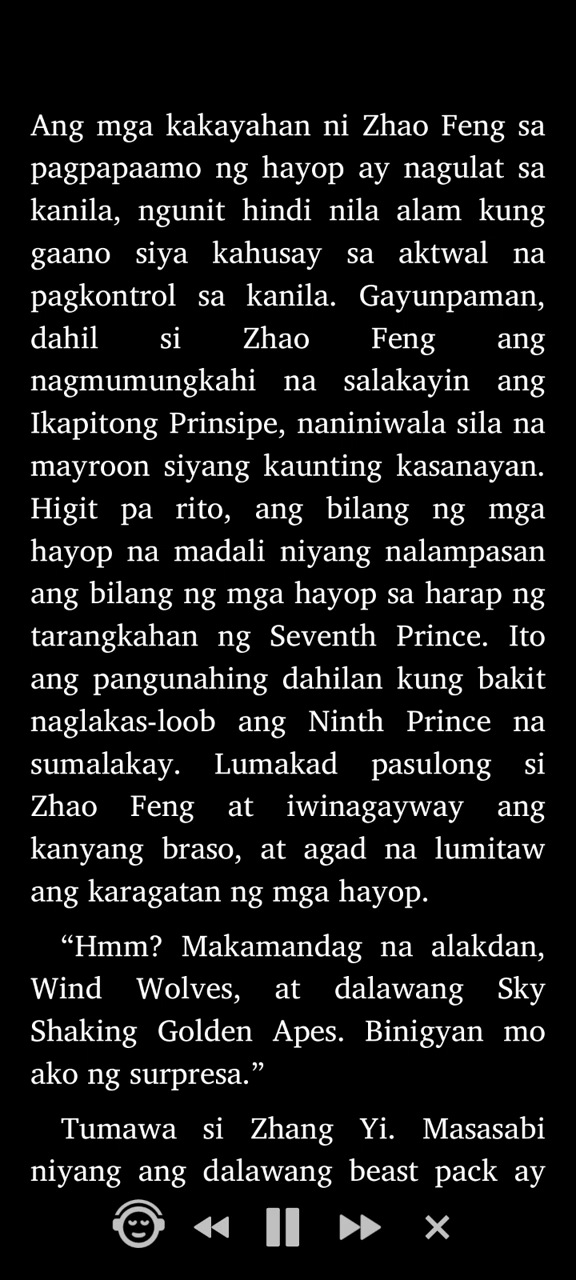 Ang mga kakayahan ni Zhao Feng sa
pagpapaamo ng hayop ay nagulat sa
kanila, ngunit hindi nila alam kung
gaano siya kahusay sa aktwal na
pagkontrol sa kanila. Gayunpaman,
dahil si Zhao Feng ang
nagmumungkahi na salakayin ang
Ikapitong Prinsipe, naniniwala sila na
mayroon siyang kaunting kasanayan.
Higit pa rito, ang bilang ng mga
hayop na madali niyang nalampasan
ang bilang ng mga hayop sa harap ng
tarangkahan ng Seventh Prince. Ito
ang pangunahing dahilan kung bakit
naglakas-loob ang Ninth Prince na
sumalakay. Lumakad pasulong si
Zhao Feng at iwinagayway ang
kanyang braso, at agad na lumitaw
ang karagatan ng mga hayop.
“Hmm? Makamandag na alakdan,
Wind Wolves, at dalawang Sky
Shaking Golden Apes. Binigyan mo
ako ng surpresa.”
Tumawa si Zhang Yi. Masasabi
niyang ang dalawang beast pack ay